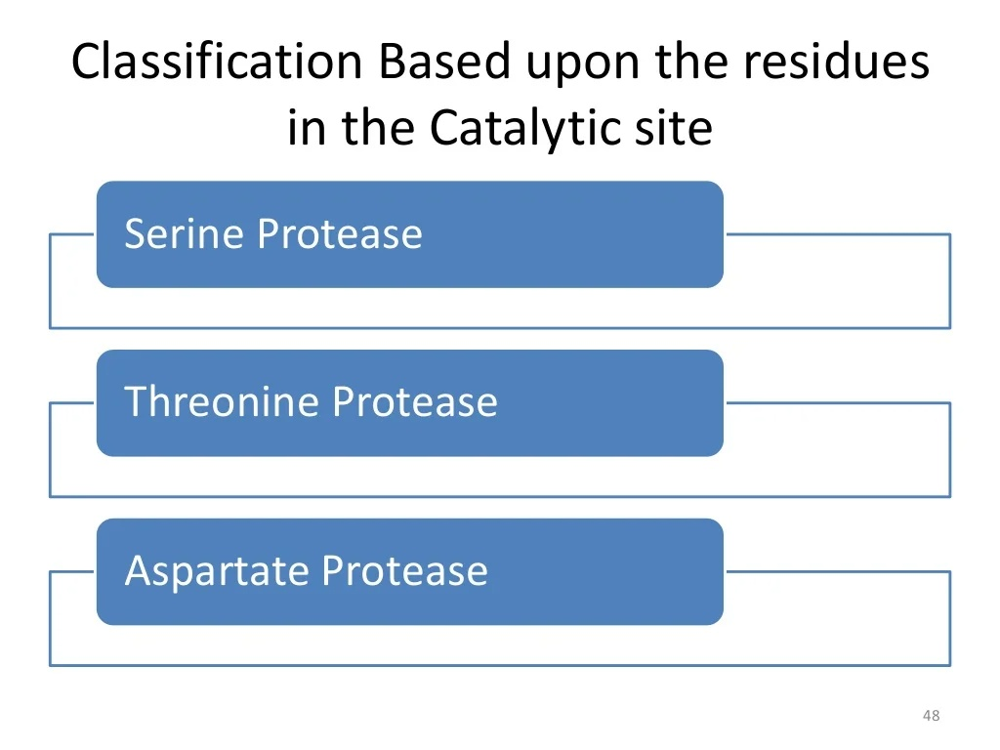 Classification Based upon the residues
in the Catalytic site
Serine Protease
Threonine Protease
Aspartate Protease
48